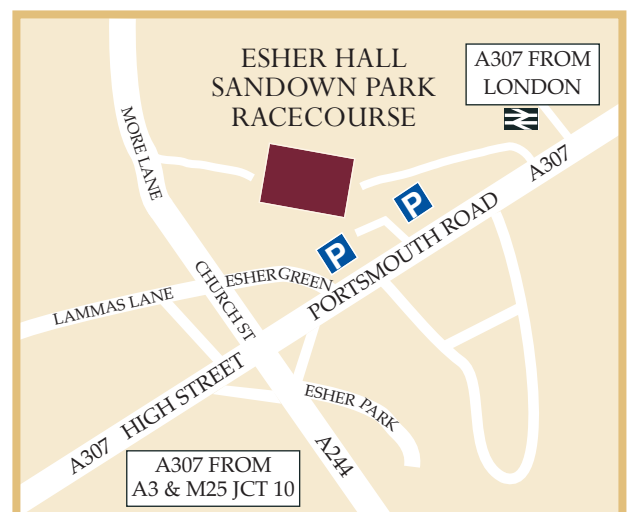 ESHER HALL
SANDOWN PARK
RACECOURSE
A307 FROM
LONDON
MORE LANE
A307
P
PORTSMOUTH ROAD
P
ESHER GREEN
CHURCH ST
LAMMAS LANE
HIGH STREET
ESHER PARK
A307
A244
A307 FROM
A3 & M25 JCT 10